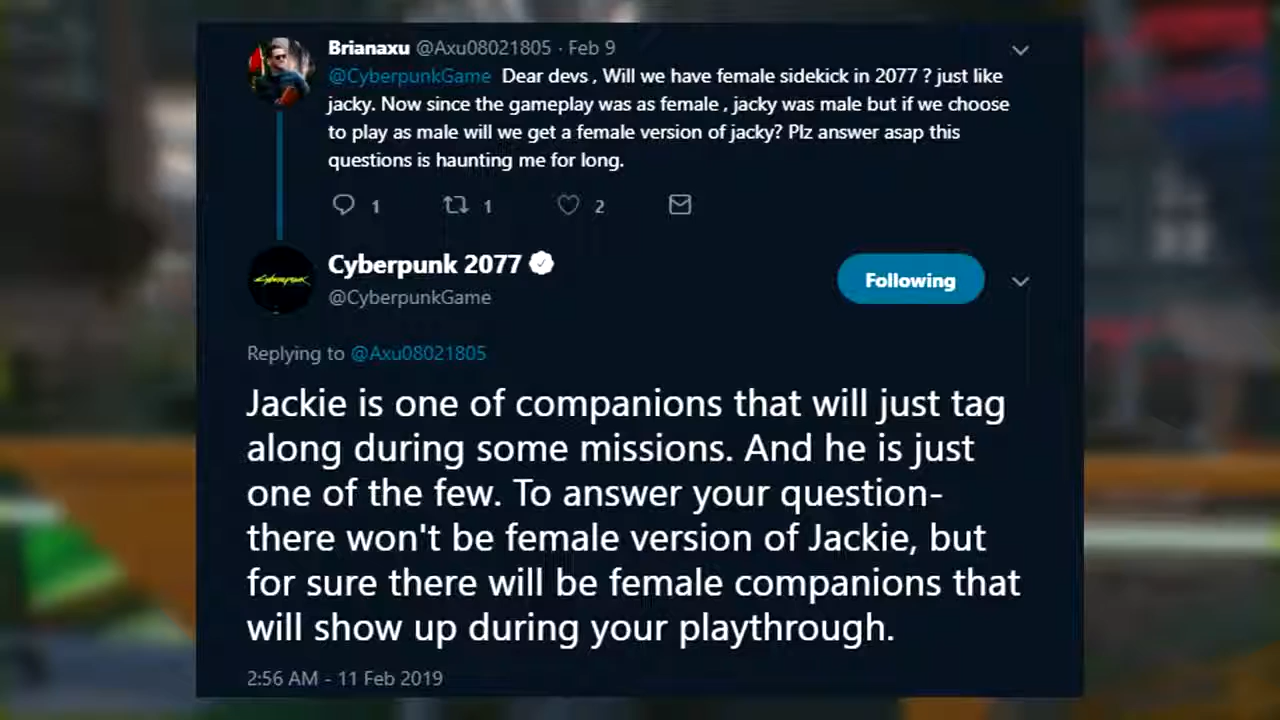 Brianaxu @Axu08021805 · Feb 9
@CyberpunkGame Dear devs , Will we have female sidekick in 2077 ? just like
jacky. Now since the gameplay was as female , jacky was male but if we choose
to play as male will we get a female version of jacky? Plz answer asap this
questions is haunting me for long.
1 1 2
Cyberpunk
Cyberpunk 2077
Following
@CyberpunkGame
Replying to @Axu08021805
Jackie is one of companions that will just tag
along during some missions. And he is just
one of the few. To answer your question-
there won't be female version of Jackie, but
for sure there will be female companions that
will show up during your playthrough.
2:56 AM - 11 Feb 2019